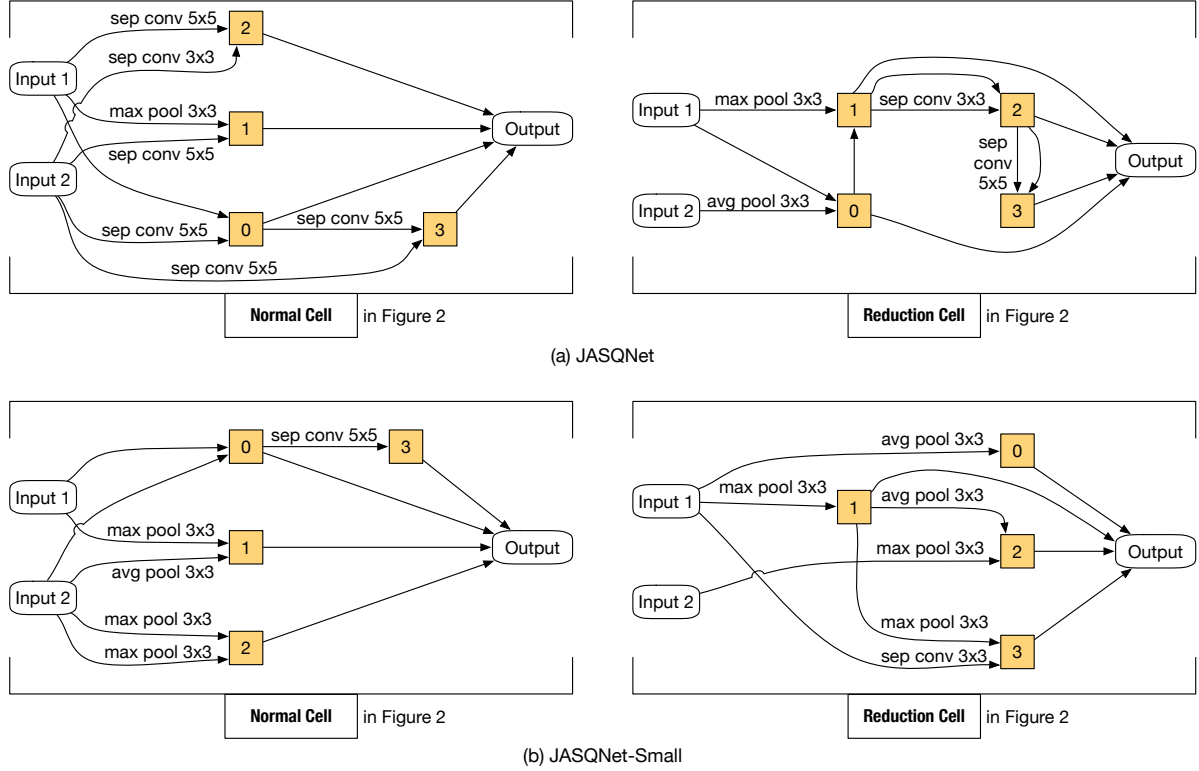 sep conv 5x5
2
sep conv 3x3
Input 1
max pool 3x3
1
Output
sep conv 5x5
Input 2
sep conv 5x5
0
sep conv 5x5
3
sep conv 5x5
Normal Cell in Figure 2
Input 1
max pool 3x3
1
sep conv 3x3
2
sep
conv
5x5
Output
Input 2
avg pool 3x3
0
3
Reduction Cell in Figure 2
(a) JASQNet
0
sep conv 5x5
3
Input 1
max pool 3x3
1
Output
avg pool 3x3
Input 2
max pool 3x3
max pool 3x3
2
Normal Cell in Figure 2
avg pool 3x3
0
Input 1
max pool 3x3
1
avg pool 3x3
max pool 3x3
2
Output
Input 2
max pool 3x3
sep conv 3x3
3
Reduction Cell in Figure 2
(b) JASQNet-Small